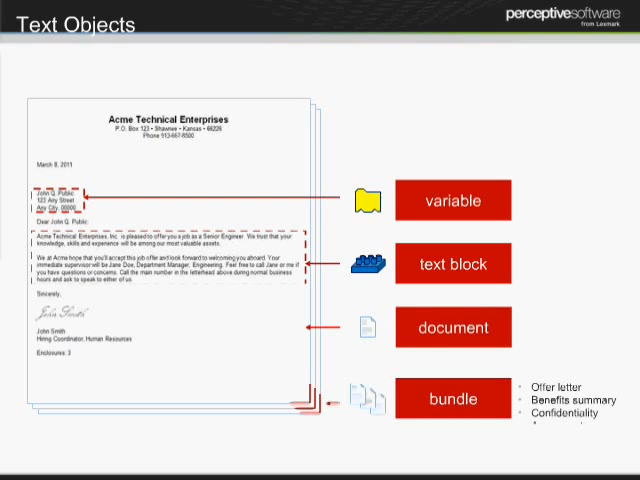 Text Objects
perceptivesoftware
from Lexmark
Acme Technical Enterprises
P.O. Box 123 • Shawnee • Kansas • 66226
Phone 913-667-6500
March 8, 2011
John Q. Public
123 Any Street
Any City, 00000
Dear John Q. Public:
Acme Technical Enterprises, Inc. is pleased to offer you a job as a Senior Engineer. We trust that your
knowledge, skills and experience will be among our most valuable assets.
We at Acme hope that you'll accept this job offer and look forward to welcoming you aboard. Your
immediate supervisor will be Jane Doe, Department Manager, Engineering. Feel free to call Jane or me if
you have questions or concerns. Call the main number in the letterhead above during normal business
hours and ask to speak to either of us.
Sincerely,
John Smith
John Smith
Hiring Coordinator, Human Resources
Enclosures: 3
variable
text block
document
bundle
• Offer letter
• Benefits summary
• Confidentiality